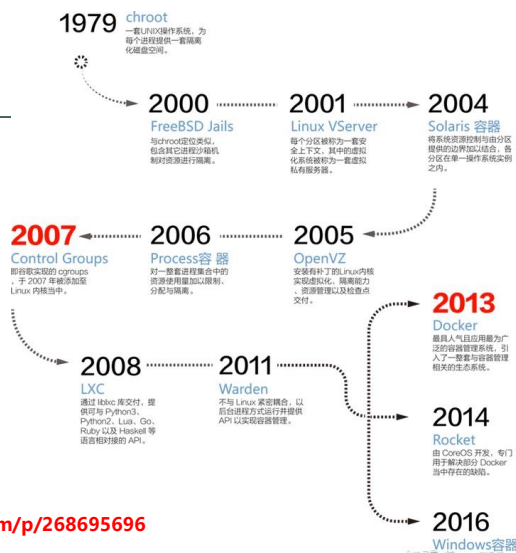 1979
chroot
一套UNIX操作系统，为
每个进程提供一套隔离
化磁盘空间。
2000
FreeBSD Jails
与chroot定位类似，
包含其它进程沙箱机
制对资源进行隔离。
2001
Linux VServer
每个分区被称为一套安
全上下文，其中的虚拟
化系统被称为一套虚拟
私有服务器。
2004
Solaris 容器
将系统资源控制与由分区
提供的边界加以结合，各
分区在单一操作系统实例
之内。
2007
Control Groups
即谷歌实现的 cgroups
，于 2007 年被添加至
Linux 内核当中。
2006
Process容 器
对一整套进程集合中的
资源使用量加以限制、
分配与隔离。
2005
OpenVZ
安装有补丁的Linux内核
实现虚拟化、隔离能力
、资源管理以及检查点
交付。
2008
LXC
通过 liblxc 库交付，提
供可与 Python3、
Python2、Lua、Go、
Ruby 以及 Haskell 等
语言相对接的 API。
2011
Warden
不与 Linux 紧密耦合，以
后台进程方式运行并提供
API 以实现容器管理。
2013
Docker
最具人气且应用最为广
泛的容器管理系统，引
入了一整套与容器管理
相关的生态系统。
2014
Rocket
由 CoreOS 开发，专门
用于解决部分 Docker
当中存在的缺陷。
2016
Windows容器
m/p/268695696